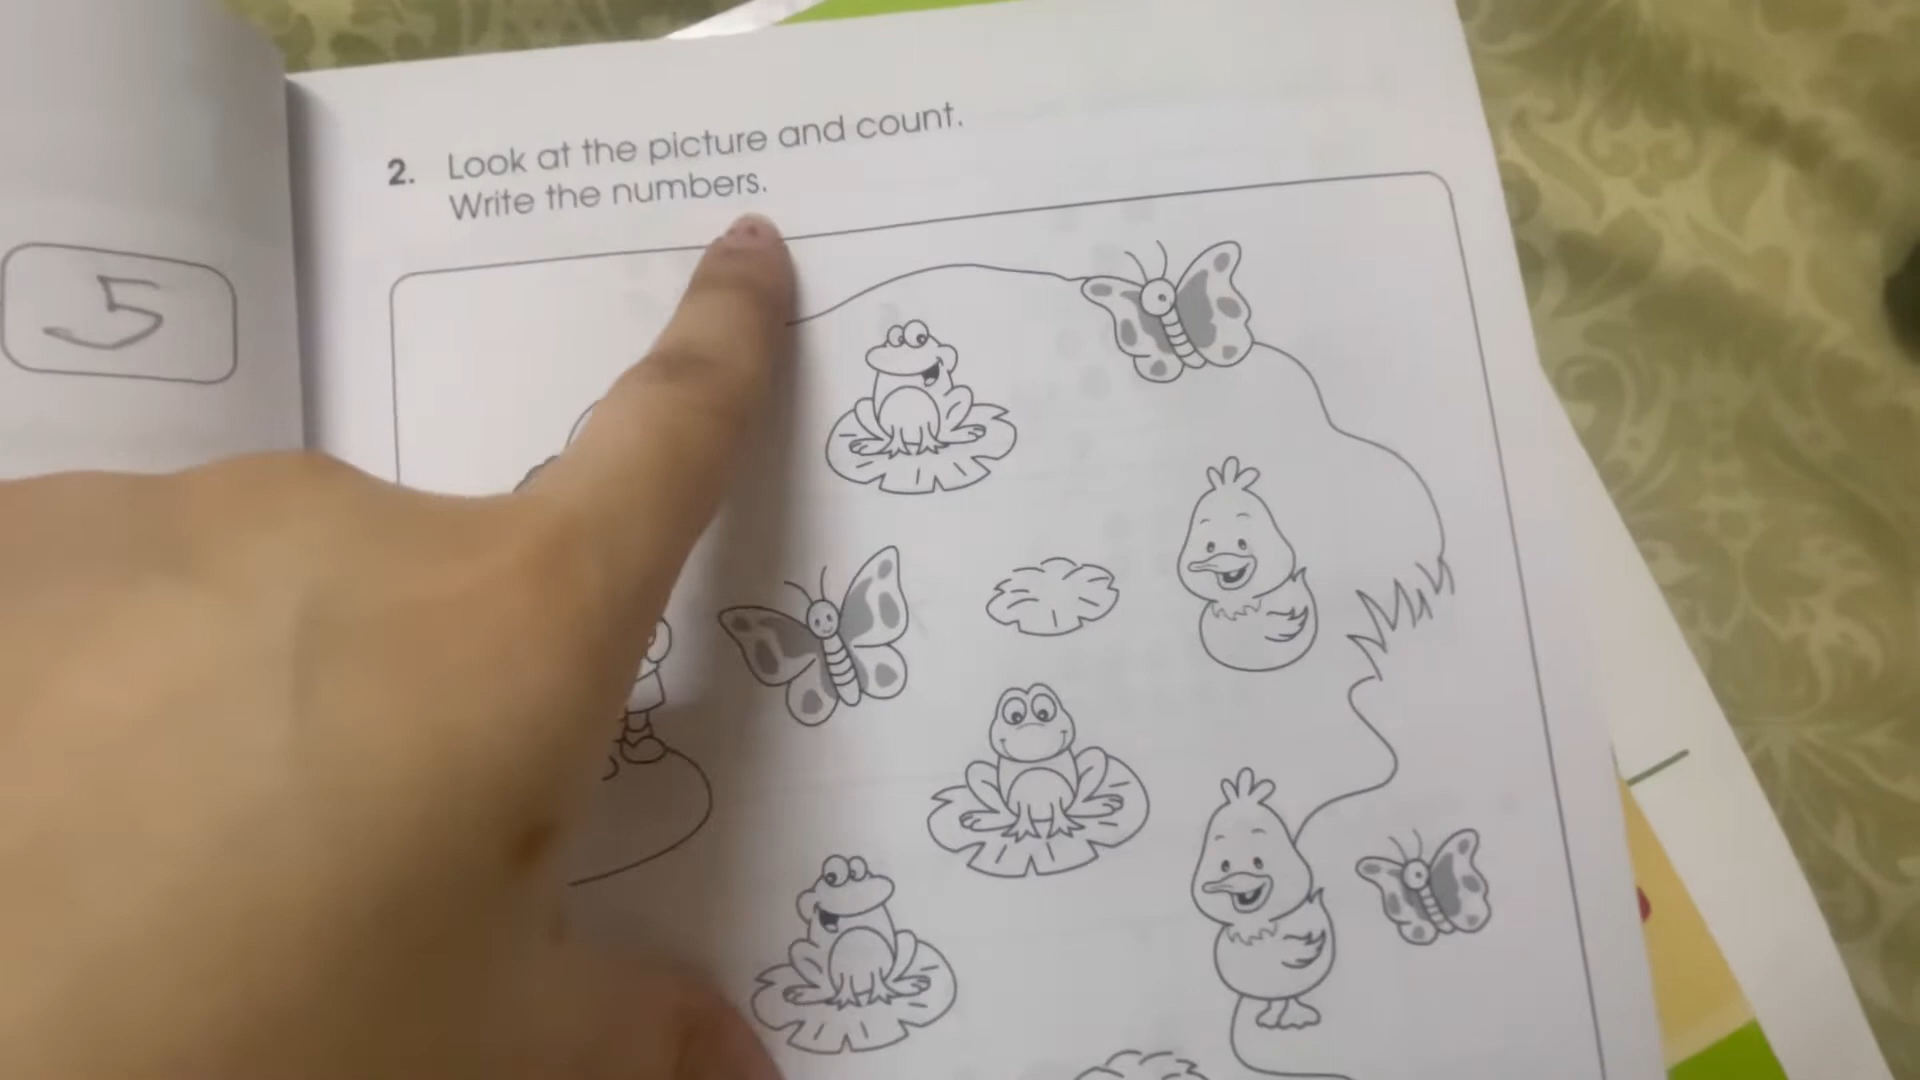 2. Look at the picture and count.
Write the numbers.
5